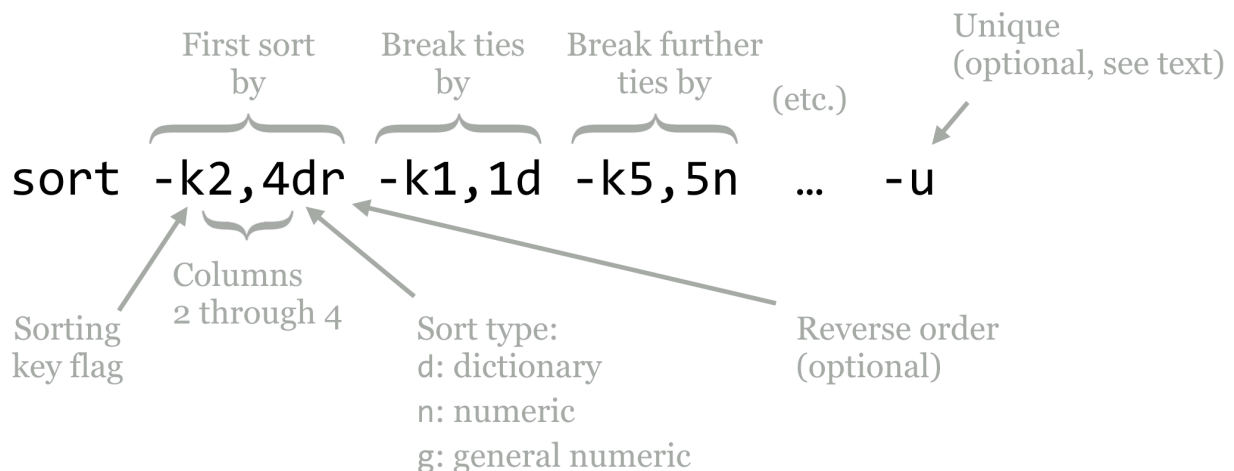 First sort
by
Break ties
by
Break further
ties by
(etc.)
Unique
(optional, see text)
sort -k2,4dr -k1,1d -k5,5n … -u
Columns
2 through 4
Sorting
key flag
Sort type:
d: dictionary
n: numeric
g: general numeric
Reverse order
(optional)